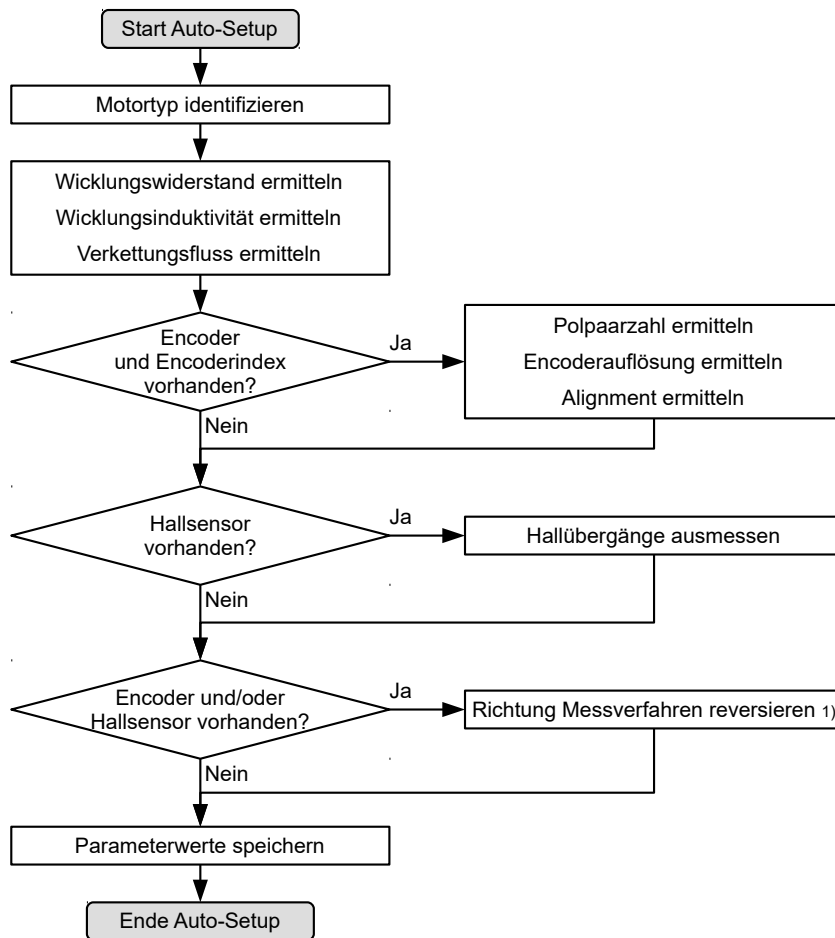 Start Auto-Setup
Motortyp identifizieren
Wicklungswiderstand ermitteln
Wicklungsinduktivität ermitteln
Verkettungsfluss ermitteln
Encoder
und Encoderindex
vorhanden?
Ja
Polpaarzahl ermitteln
Encoderauflösung ermitteln
Alignment ermitteln
Nein
Hallsensor
vorhanden?
Ja
Hallübergänge ausmessen
Nein
Encoder und/oder
Hallsensor vorhanden?
Ja
Richtung Messverfahren reversieren 1)
Nein
Parameterwerte speichern
Ende Auto-Setup